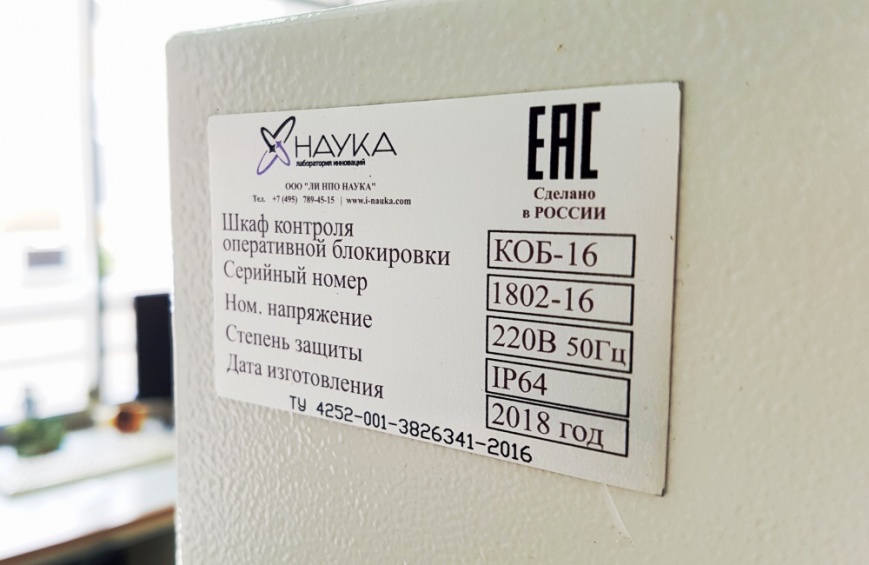 НАУКА
лаборатория инноваций
ООО "ЛИ НПО НАУКА"
Тел. +7 (495) 789-45-15 | www.i-nauka.com
ЕАС
Сделано
в РОССИИ
Шкаф контроля
оперативной блокировки КОБ-16
Серийный номер 1802-16
Ном. напряжение 220В 50Гц
Степень защиты IP64
Дата изготовления 2018 год
ТУ 4252-001-3826341-2016